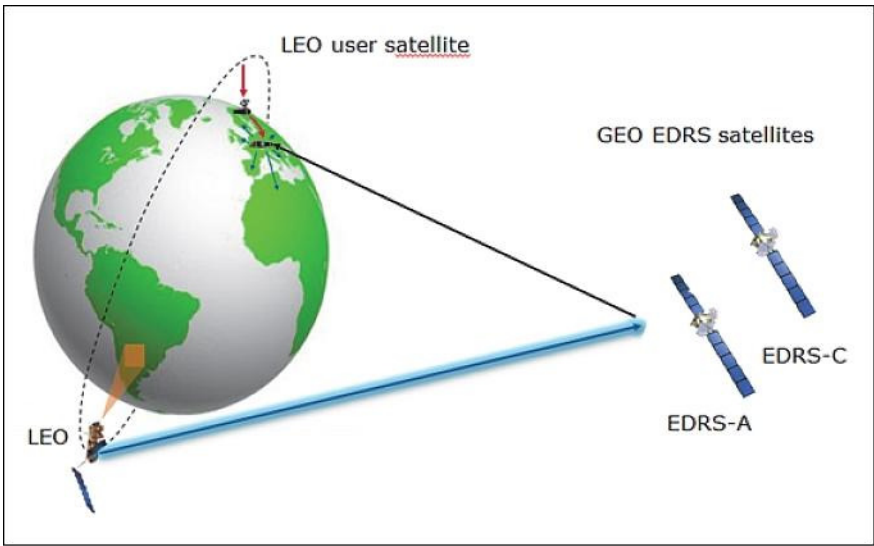 LEO user satellite
GEO EDRS satellites
EDRS-C
EDRS-A
LEO